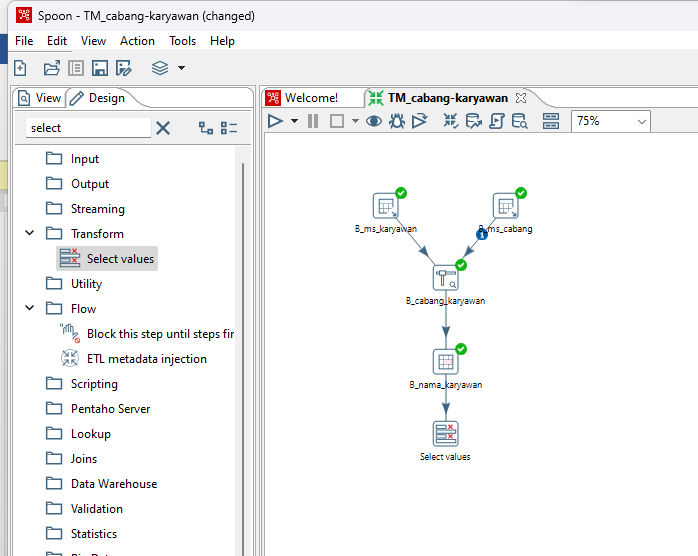 Spoon - TM_cabang-karyawan (changed)
File Edit View Action Tools Help
View Design
select
Input
Output
Streaming
Transform
Select values
Utility
Flow
Block this step until steps fir
ETL metadata injection
Scripting
Pentaho Server
Lookup
Joins
Data Warehouse
Validation
Statistics
Welcome! TM_cabang-karyawan
75%
B_ms_karyawan
B_ms_cabang
B_cabang_karyawan
B_nama_karyawan
Select values